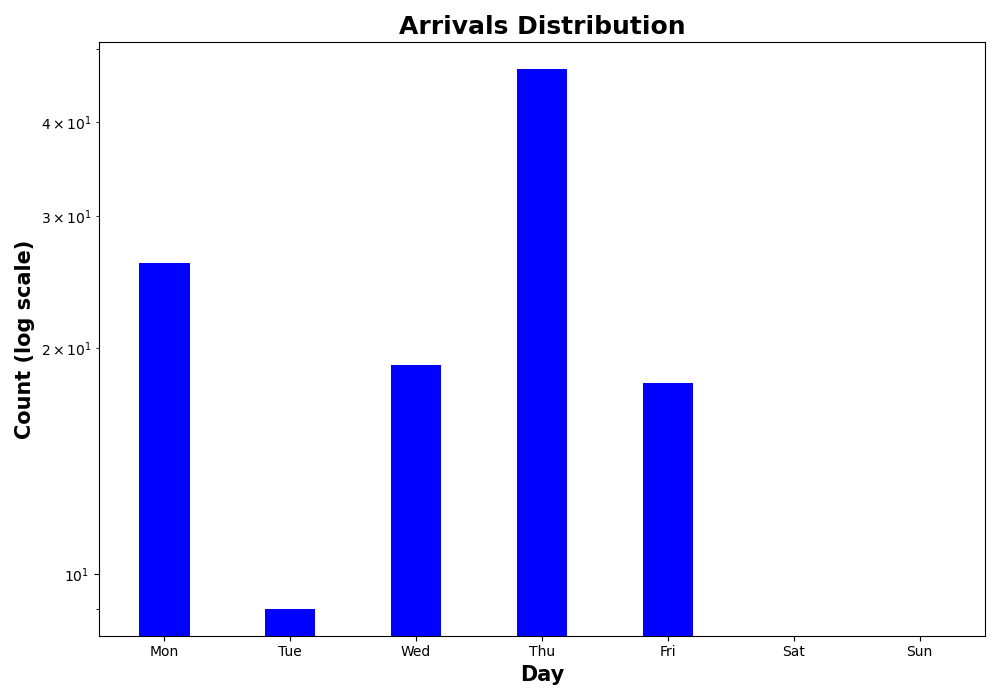 Arrivals Distribution
Count (log scale)
4 × 10¹
3 × 10¹
2 × 10¹
10¹
Mon Tue Wed Thu Fri Sat Sun
Day